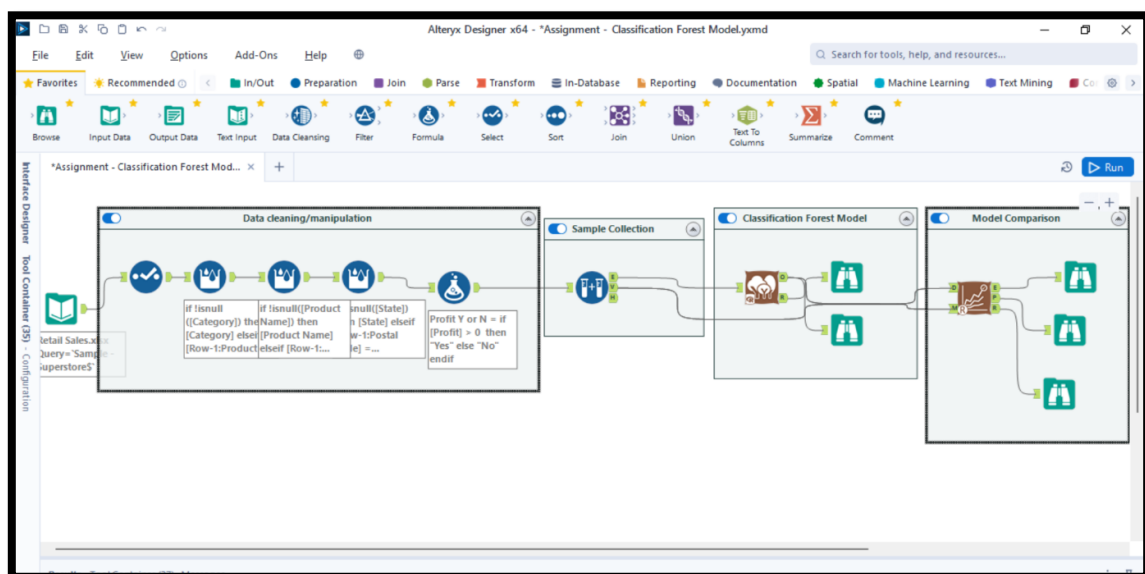 Alteryx Designer x64 - *Assignment - Classification Forest Model.yxmd
File Edit View Options Add-Ons Help
Search for tools, help, and resources...
Favorites Recommended In/Out Preparation Join Parse Transform In-Database Reporting Documentation Spatial Machine Learning Text Mining
Browse Input Data Output Data Text Input Data Cleansing Filter Formula Select Sort Join Union Text To Columns Summarize Comment
Interface Designer
Tool Container (35) - Configuration
*Assignment - Classification Forest Mod... × +
Run
Data cleaning/manipulation
Sample Collection
Classification Forest Model
Model Comparison
Retail Sales.xlsx
Query=`Sample -
Superstore$`
if !isnull
([Category]) the
[Category] elsei
[Row-1:Product
if !isnull([Product
Name]) then
[Product Name]
elseif [Row-1:...
snull([State])
n [State] elseif
w-1:Postal
le] =...
Profit Y or N = if
[Profit] > 0 then
"Yes" else "No"
endif
E
V
H
O
R
O
M
E
P
R